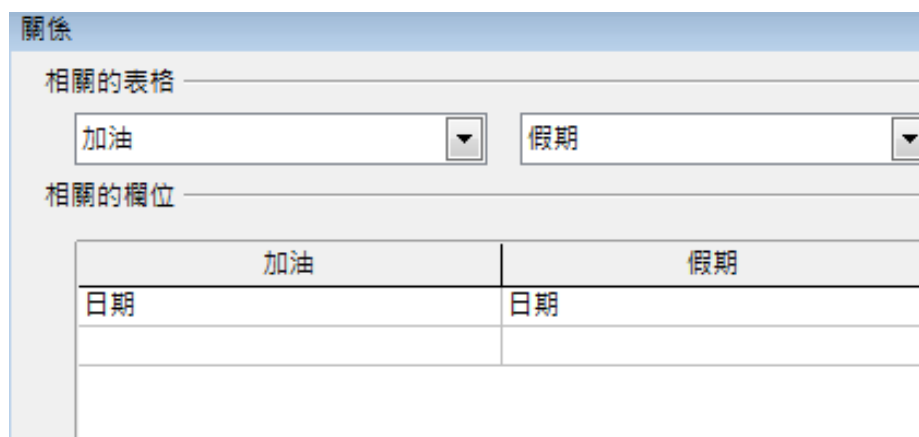 關係
相關的表格
加油 假期
相關的欄位
加油 假期
日期 日期